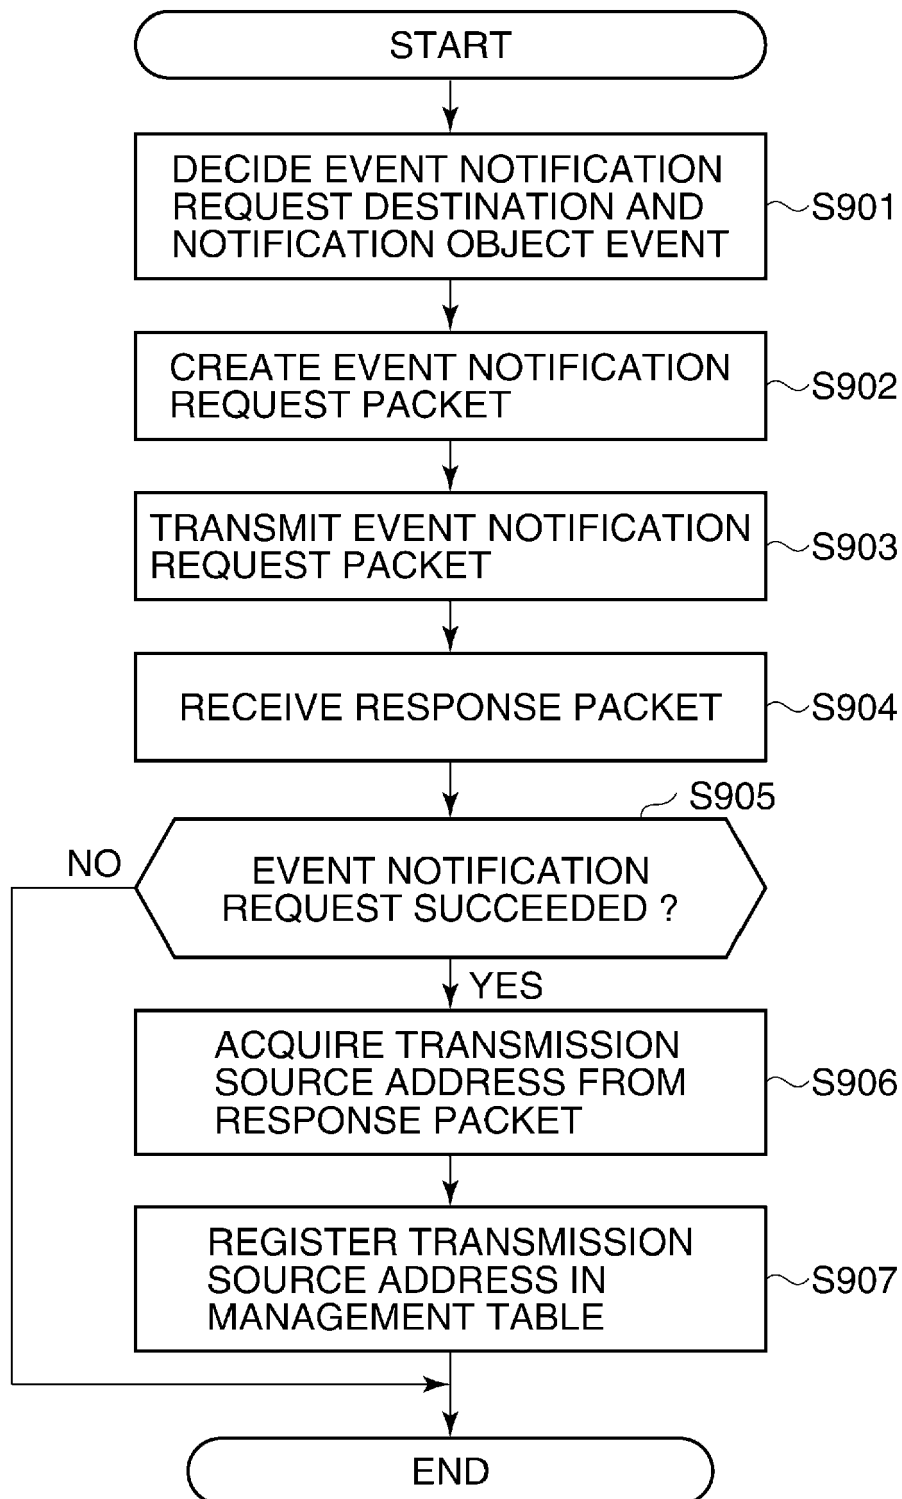 START
DECIDE EVENT NOTIFICATION
REQUEST DESTINATION AND
NOTIFICATION OBJECT EVENT
S901
CREATE EVENT NOTIFICATION
REQUEST PACKET
S902
TRANSMIT EVENT NOTIFICATION
REQUEST PACKET
S903
RECEIVE RESPONSE PACKET
S904
S905
NO
EVENT NOTIFICATION
REQUEST SUCCEEDED ?
YES
ACQUIRE TRANSMISSION
SOURCE ADDRESS FROM
RESPONSE PACKET
S906
REGISTER TRANSMISSION
SOURCE ADDRESS IN
MANAGEMENT TABLE
S907
END